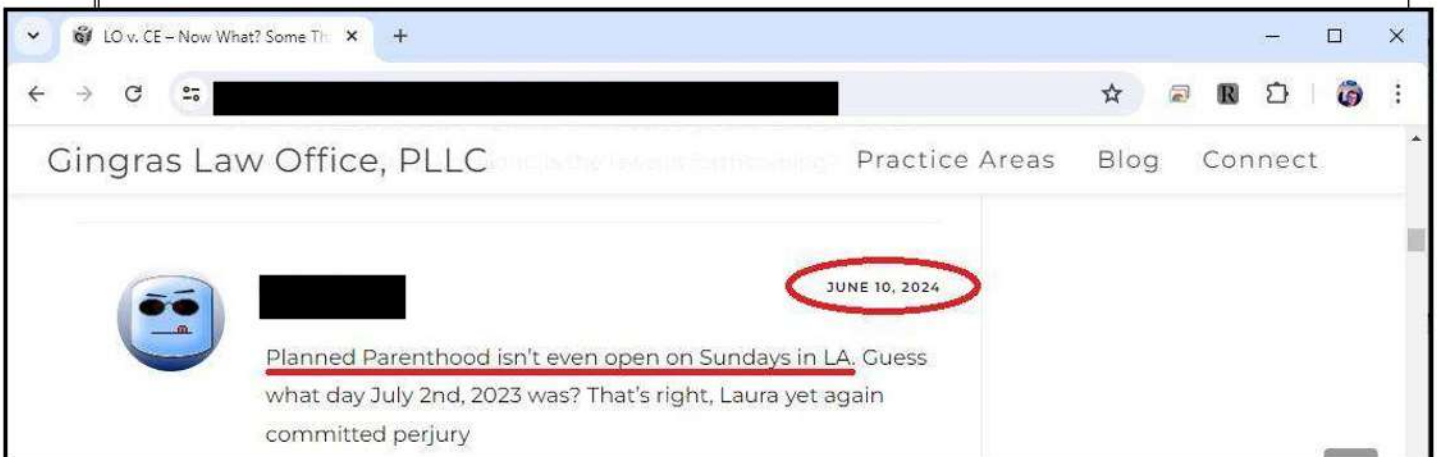 LO v. CE – Now What? Some Th
Gingras Law Office, PLLC Practice Areas Blog Connect
JUNE 10, 2024
Planned Parenthood isn't even open on Sundays in LA. Guess
what day July 2nd, 2023 was? That's right, Laura yet again
committed perjury